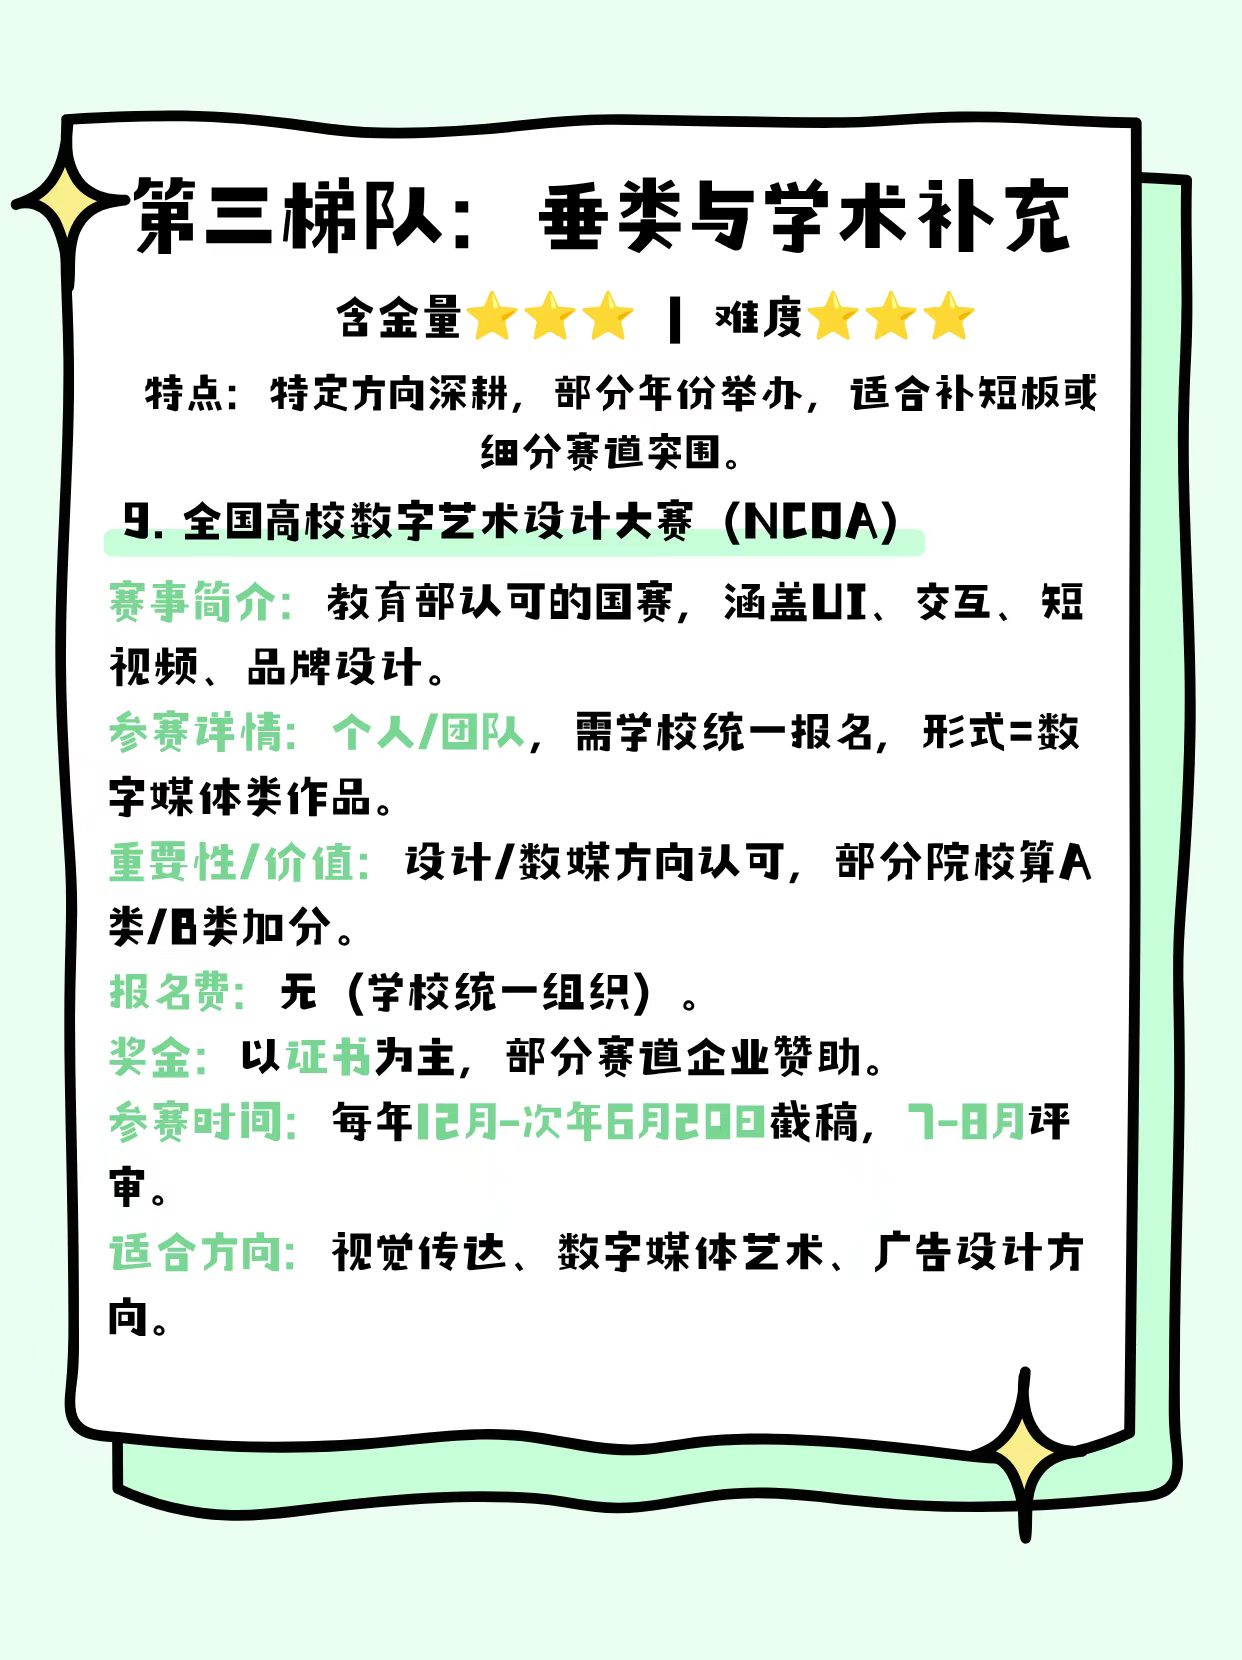 第三梯队：垂类与学术补充
含金量⭐⭐⭐ | 难度⭐⭐⭐
特点：特定方向深耕，部分年份举办，适合补短板或
细分赛道突围。
9. 全国高校数字艺术设计大赛（NCDA）
赛事简介：教育部认可的国赛，涵盖UI、交互、短
视频、品牌设计。
参赛详情：个人/团队，需学校统一报名，形式=数
字媒体类作品。
重要性/价值：设计/数媒方向认可，部分院校算A
类/B类加分。
报名费：无（学校统一组织）。
奖金：以证书为主，部分赛道企业赞助。
参赛时间：每年12月-次年6月20日截稿，7-8月评
审。
适合方向：视觉传达、数字媒体艺术、广告设计方
向。